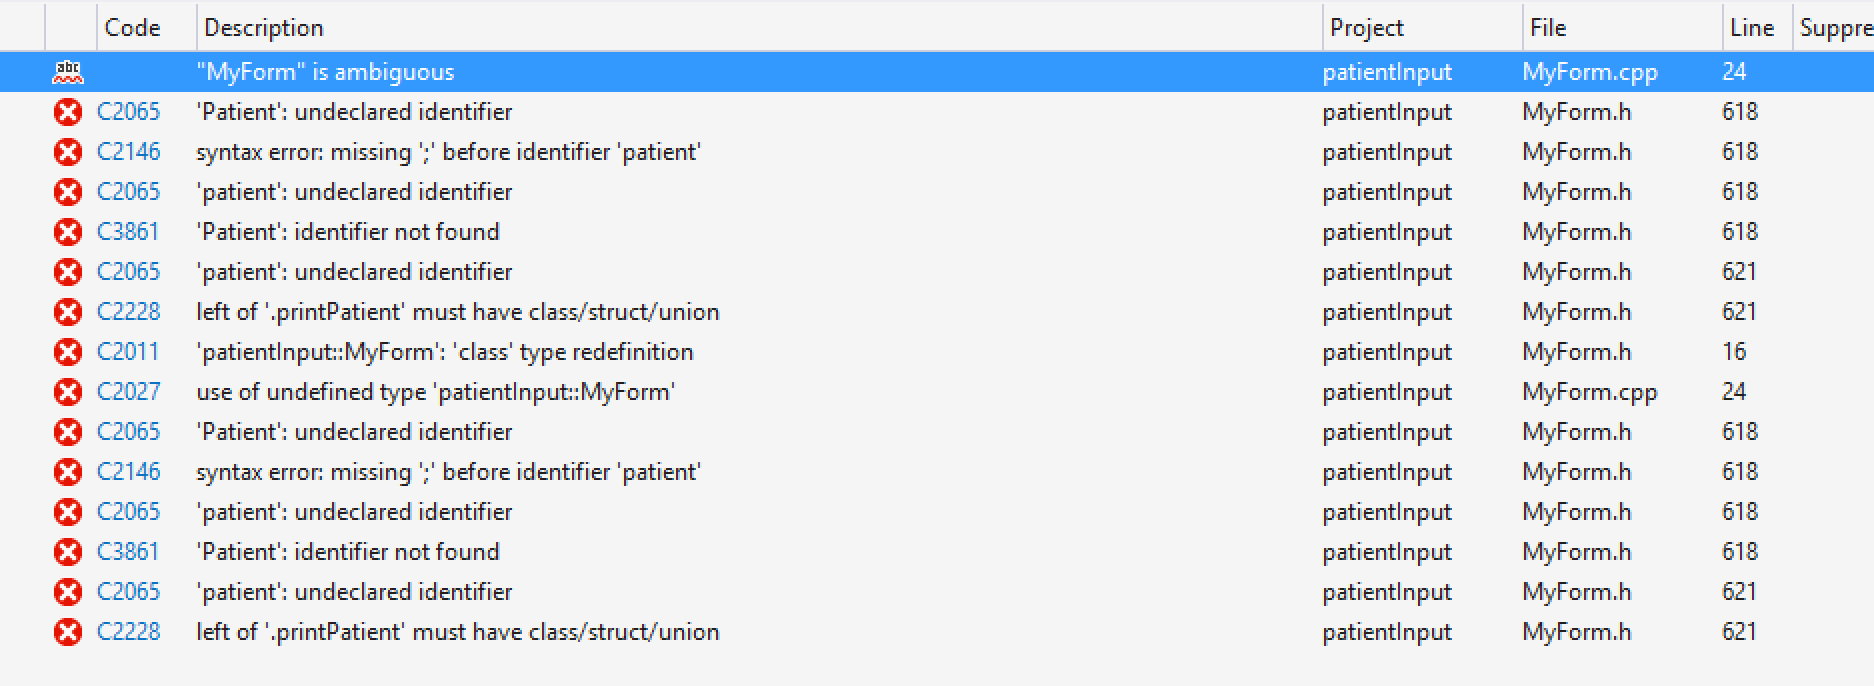 Code Description Project File Line Suppre
abc "MyForm" is ambiguous patientInput MyForm.cpp 24
C2065 'Patient': undeclared identifier patientInput MyForm.h 618
C2146 syntax error: missing ';' before identifier 'patient' patientInput MyForm.h 618
C2065 'patient': undeclared identifier patientInput MyForm.h 618
C3861 'Patient': identifier not found patientInput MyForm.h 618
C2065 'patient': undeclared identifier patientInput MyForm.h 621
C2228 left of '.printPatient' must have class/struct/union patientInput MyForm.h 621
C2011 'patientInput::MyForm': 'class' type redefinition patientInput MyForm.h 16
C2027 use of undefined type 'patientInput::MyForm' patientInput MyForm.cpp 24
C2065 'Patient': undeclared identifier patientInput MyForm.h 618
C2146 syntax error: missing ';' before identifier 'patient' patientInput MyForm.h 618
C2065 'patient': undeclared identifier patientInput MyForm.h 618
C3861 'Patient': identifier not found patientInput MyForm.h 618
C2065 'patient': undeclared identifier patientInput MyForm.h 621
C2228 left of '.printPatient' must have class/struct/union patientInput MyForm.h 621